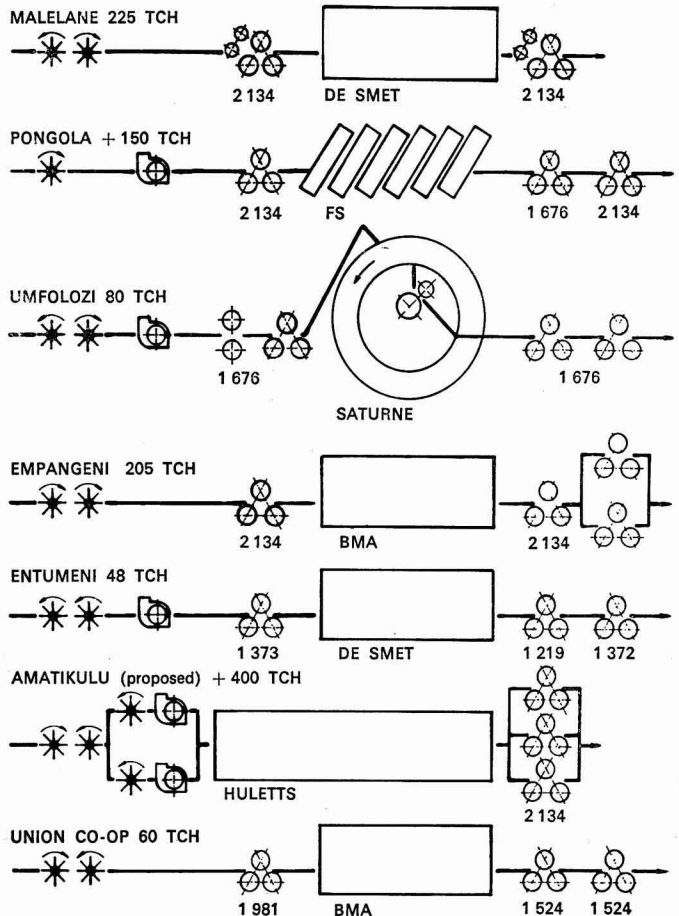 MALELANE 225 TCH
2 134 DE SMET 2 134
PONGOLA + 150 TCH
2 134 FS 1 676 2 134
UMFOLOZI 80 TCH
1 676 1 676
SATURNE
EMPANGENI 205 TCH
2 134 BMA 2 134
ENTUMENI 48 TCH
1 373 DE SMET 1 219 1 372
AMATIKULU (proposed) + 400 TCH
HULETTS
2 134
UNION CO-OP 60 TCH
1 981 BMA 1 524 1 524